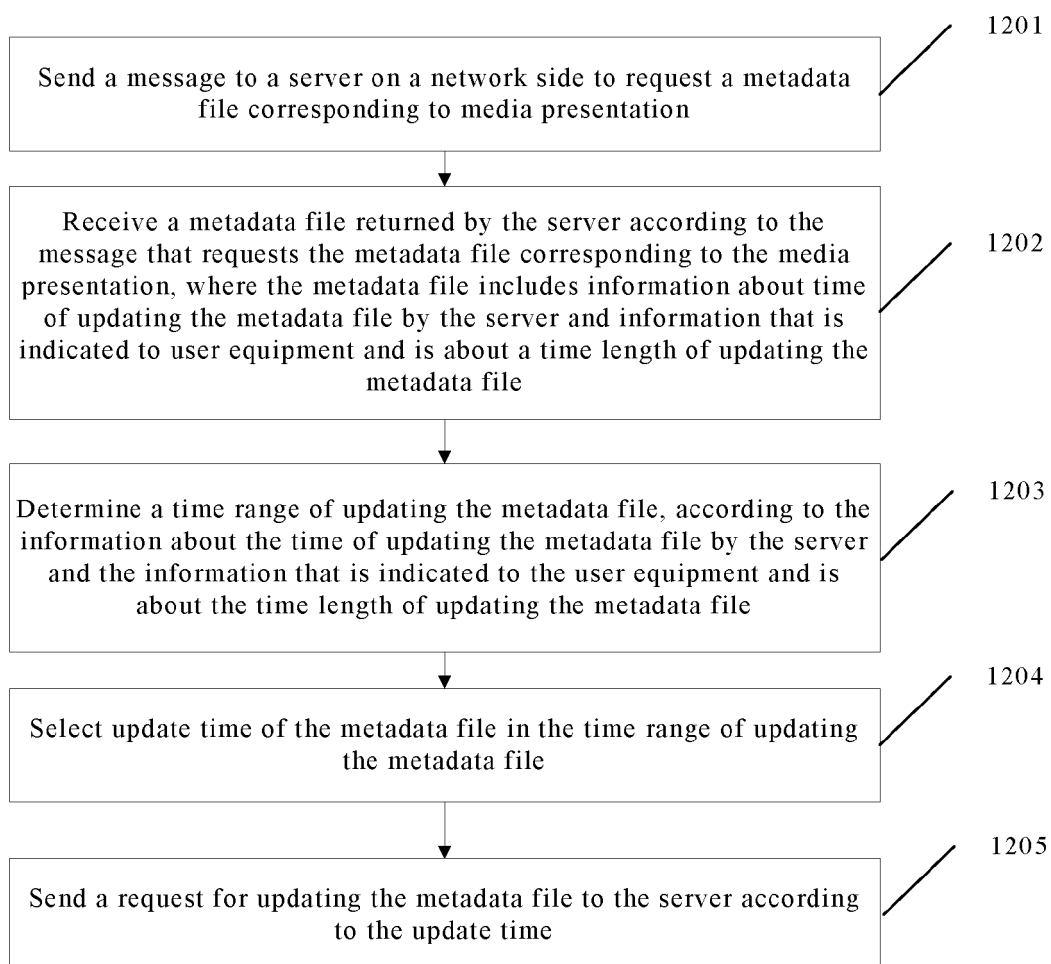 1201
Send a message to a server on a network side to request a metadata
file corresponding to media presentation
Receive a metadata file returned by the server according to the
message that requests the metadata file corresponding to the media
presentation, where the metadata file includes information about time
of updating the metadata file by the server and information that is
indicated to user equipment and is about a time length of updating the
metadata file
1202
Determine a time range of updating the metadata file, according to the
information about the time of updating the metadata file by the server
and the information that is indicated to the user equipment and is
about the time length of updating the metadata file
1203
Select update time of the metadata file in the time range of updating
the metadata file
1204
Send a request for updating the metadata file to the server according
to the update time
1205